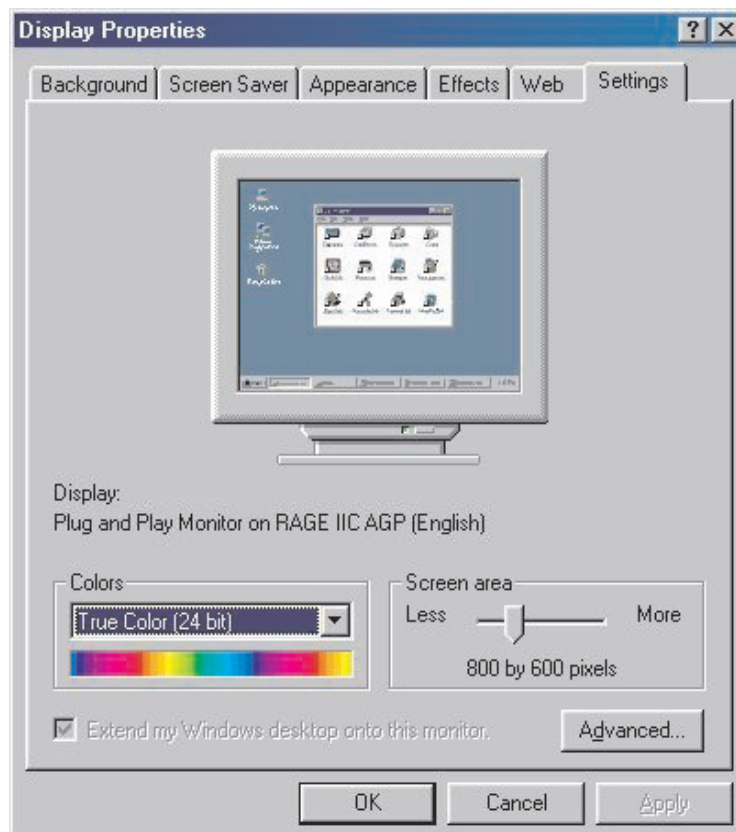 Display Properties
Background Screen Saver Appearance Effects Web Settings
Display:
Plug and Play Monitor on RAGE IIC AGP (English)
Colors
True Color (24 bit)
Screen area
Less More
800 by 600 pixels
Extend my Windows desktop onto this monitor.
Advanced...
OK Cancel Apply